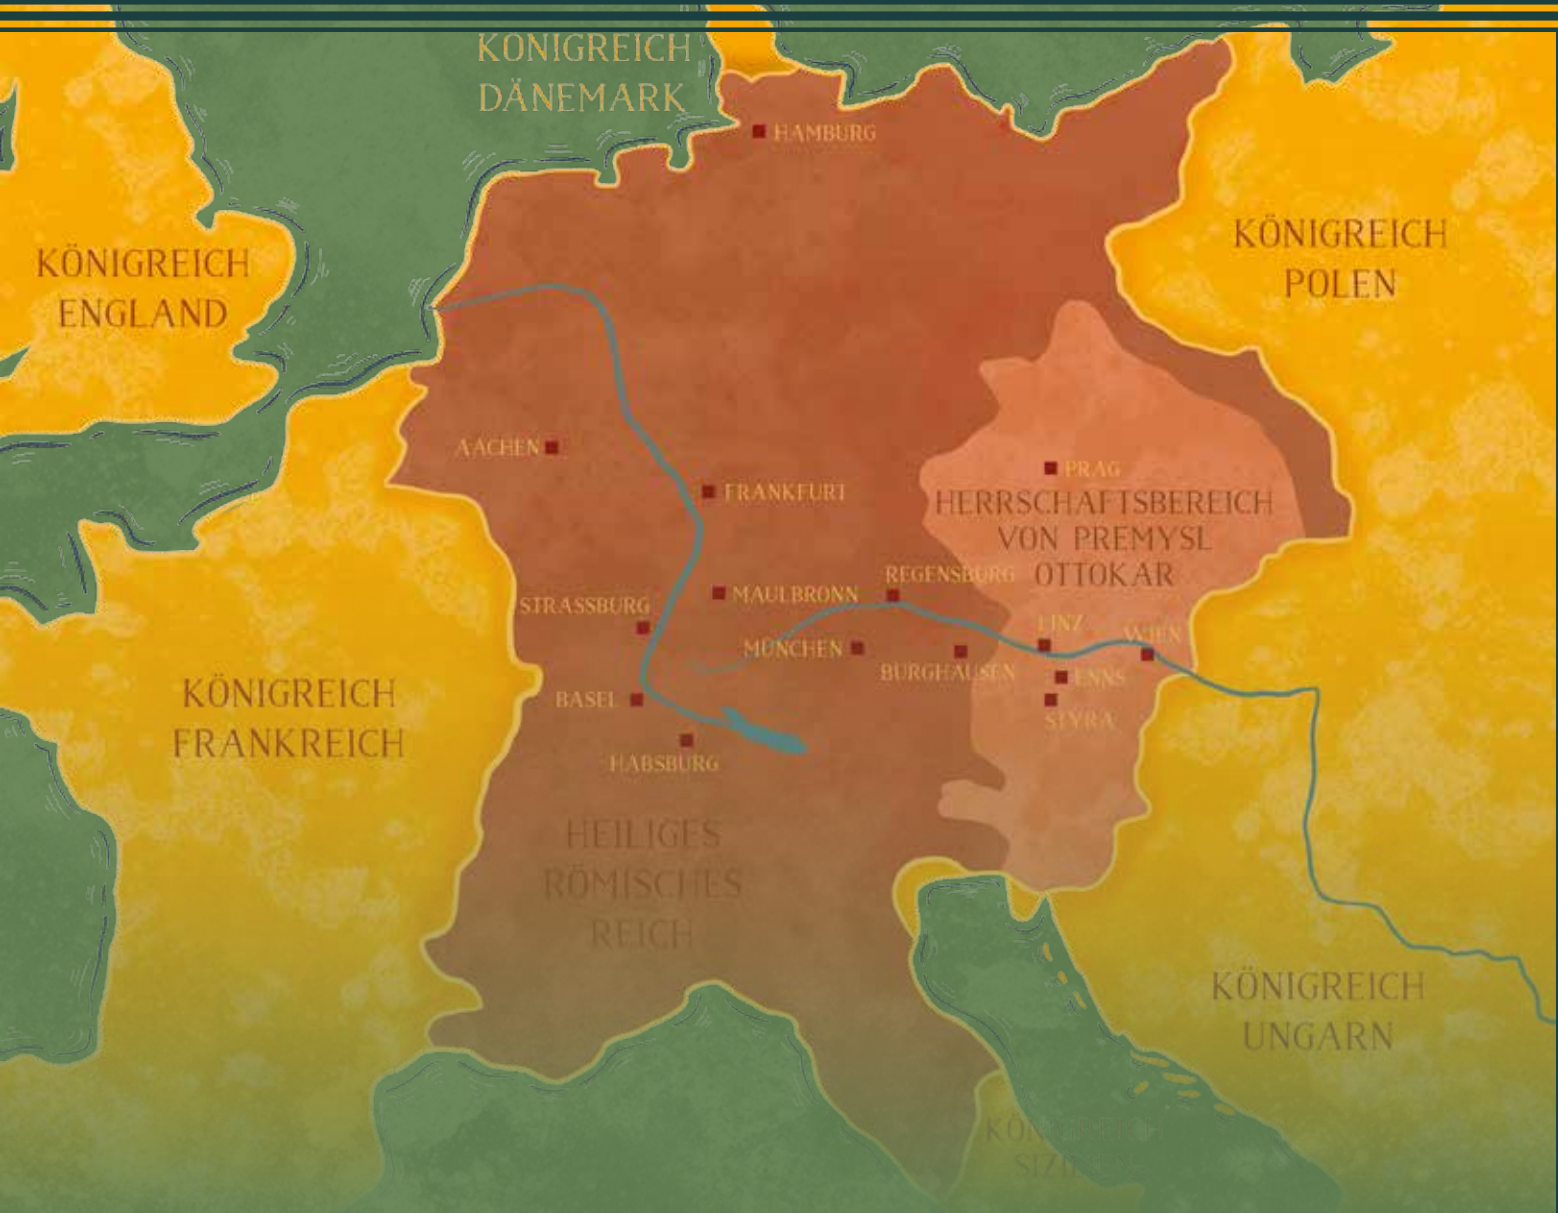 KÖNIGREICH
DÄNEMARK
HAMBURG
KÖNIGREICH
ENGLAND
KÖNIGREICH
POLEN
AACHEN
FRANKFURT
PRAG
HERRSCHAFTSBEREICH
VON PREMYSL
OTTOKAR
REGENSBURG
MAULBRONN
STRASSBURG
LINZ
WIEN
MÜNCHEN
BURGHAUSEN
ENNS
STYRA
BASEL
HABSBURG
KÖNIGREICH
FRANKREICH
HEILIGES
RÖMISCHES
REICH
KÖNIGREICH
UNGARN